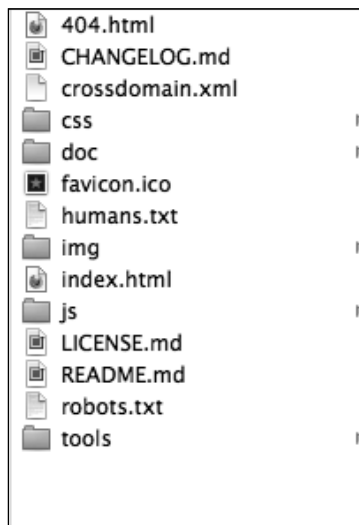 404.html
CHANGELOG.md
crossdomain.xml
css
doc
favicon.ico
humans.txt
img
index.html
js
LICENSE.md
README.md
robots.txt
tools